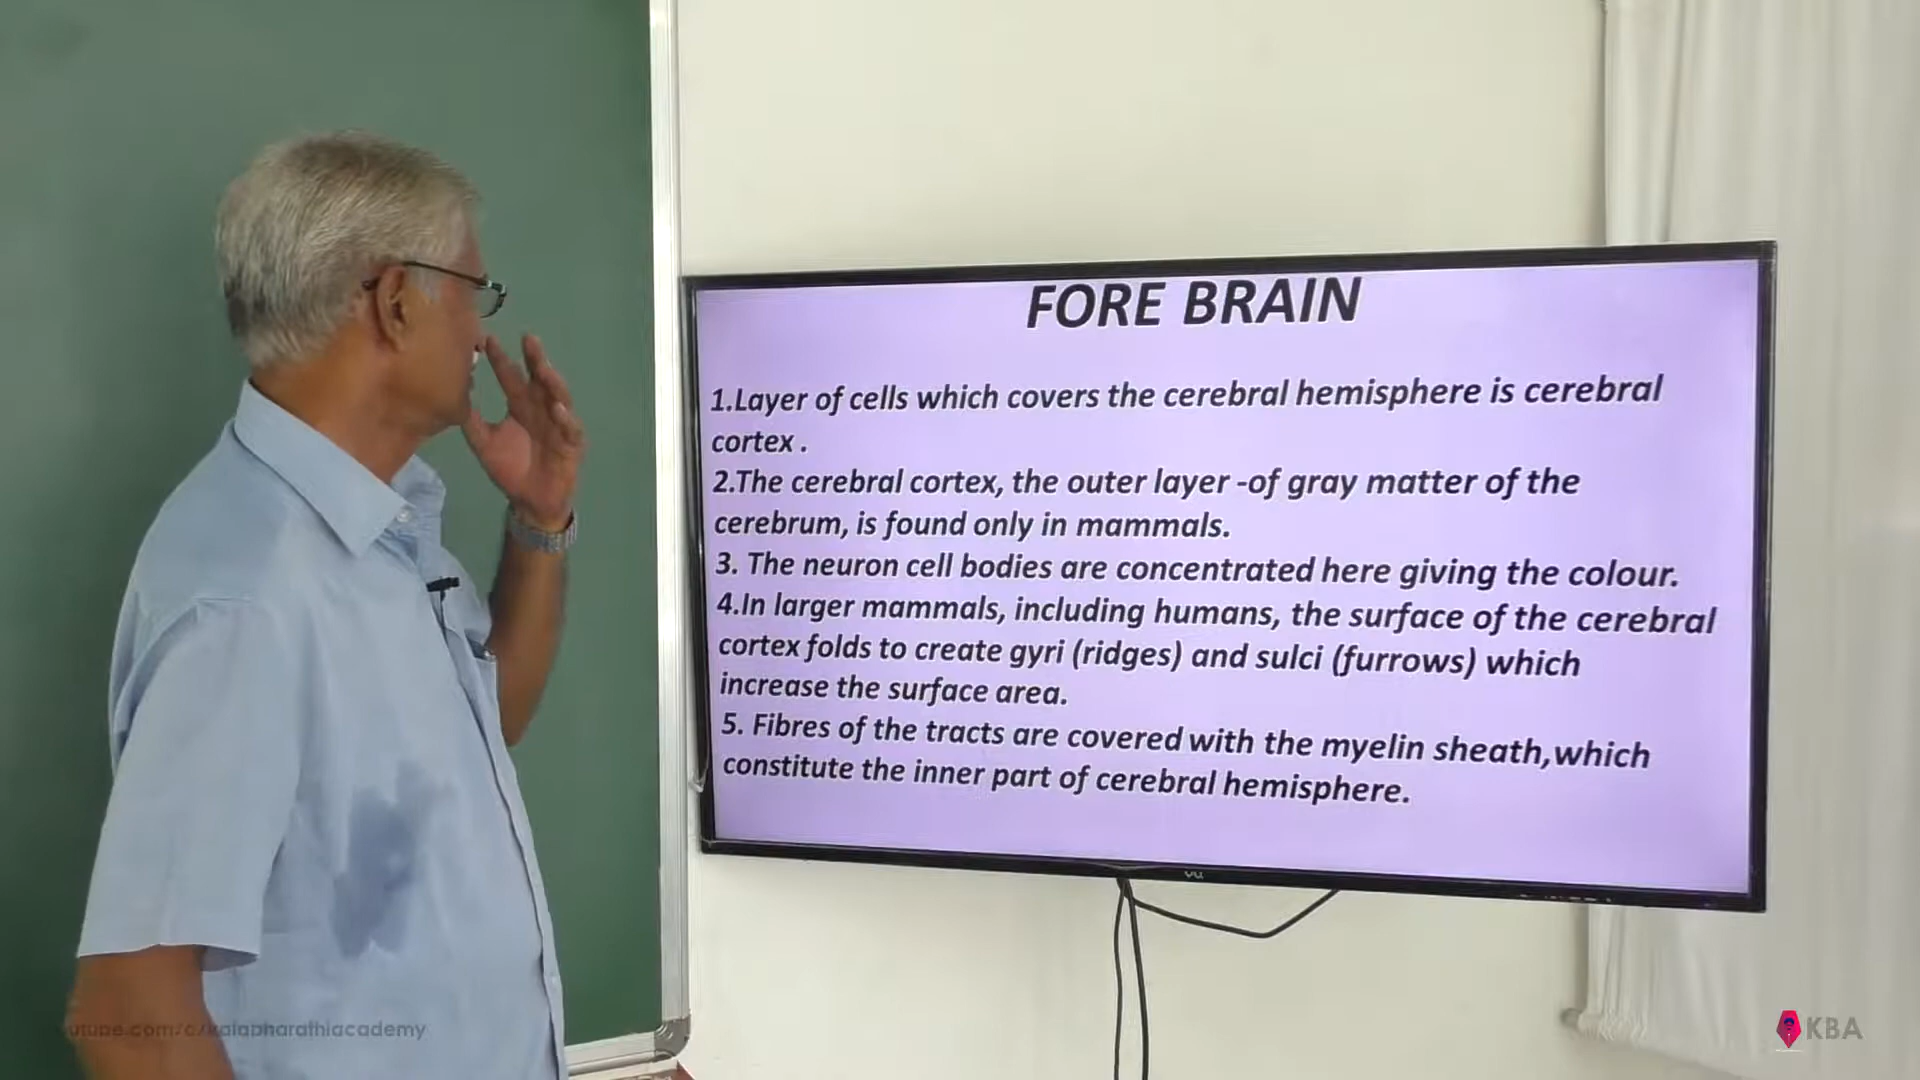 FORE BRAIN
1.Layer of cells which covers the cerebral hemisphere is cerebral
cortex .
2.The cerebral cortex, the outer layer -of gray matter of the
cerebrum, is found only in mammals.
3. The neuron cell bodies are concentrated here giving the colour.
4.In larger mammals, including humans, the surface of the cerebral
cortex folds to create gyri (ridges) and sulci (furrows) which
increase the surface area.
5. Fibres of the tracts are covered with the myelin sheath,which
constitute the inner part of cerebral hemisphere.
KBA